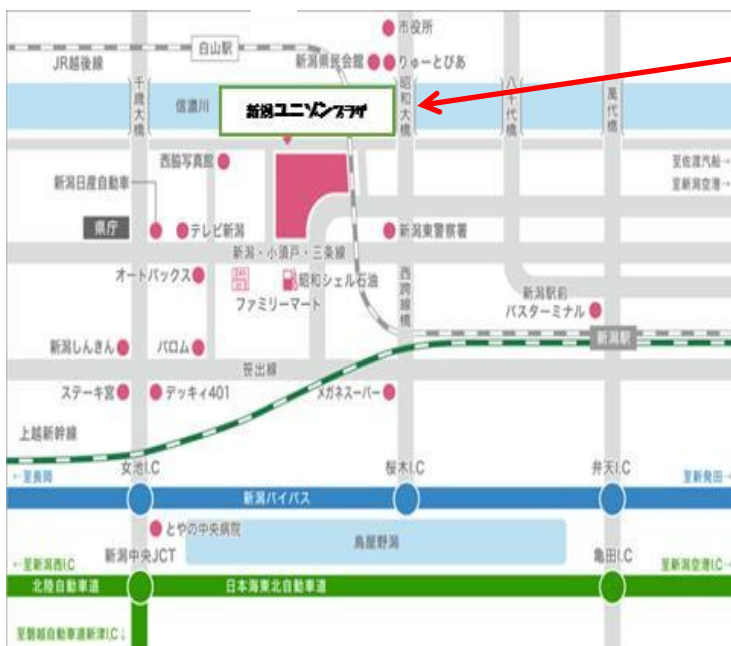 市役所
白山駅
JR越後線
新潟県民会館
りゅーとぴあ
千歳大橋
信濃川
新潟ユニゾンプラザ
昭和大橋
八千代橋
萬代橋
西脇写真館
至佐渡汽船→
至新潟空港→
新潟日産自動車
県庁
テレビ新潟
新潟東警察署
新潟・小須戸・三条線
オートバックス
昭和シェル石油
ファミリーマート
西跨線橋
新潟駅前
バスターミナル
新潟駅
新潟しんきん
バロム
笹出線
ステーキ宮
デッキィ401
メガネスーパー
上越新幹線
女池I.C
桜木I.C
弁天I.C
←至長岡
新潟バイパス
至新発田→
とやの中央病院
鳥屋野潟
新潟中央JCT
亀田I.C
←至新潟西I.C
至新潟空港I.C→
北陸自動車道
日本海東北自動車道
至磐越自動車道新津I.C↓